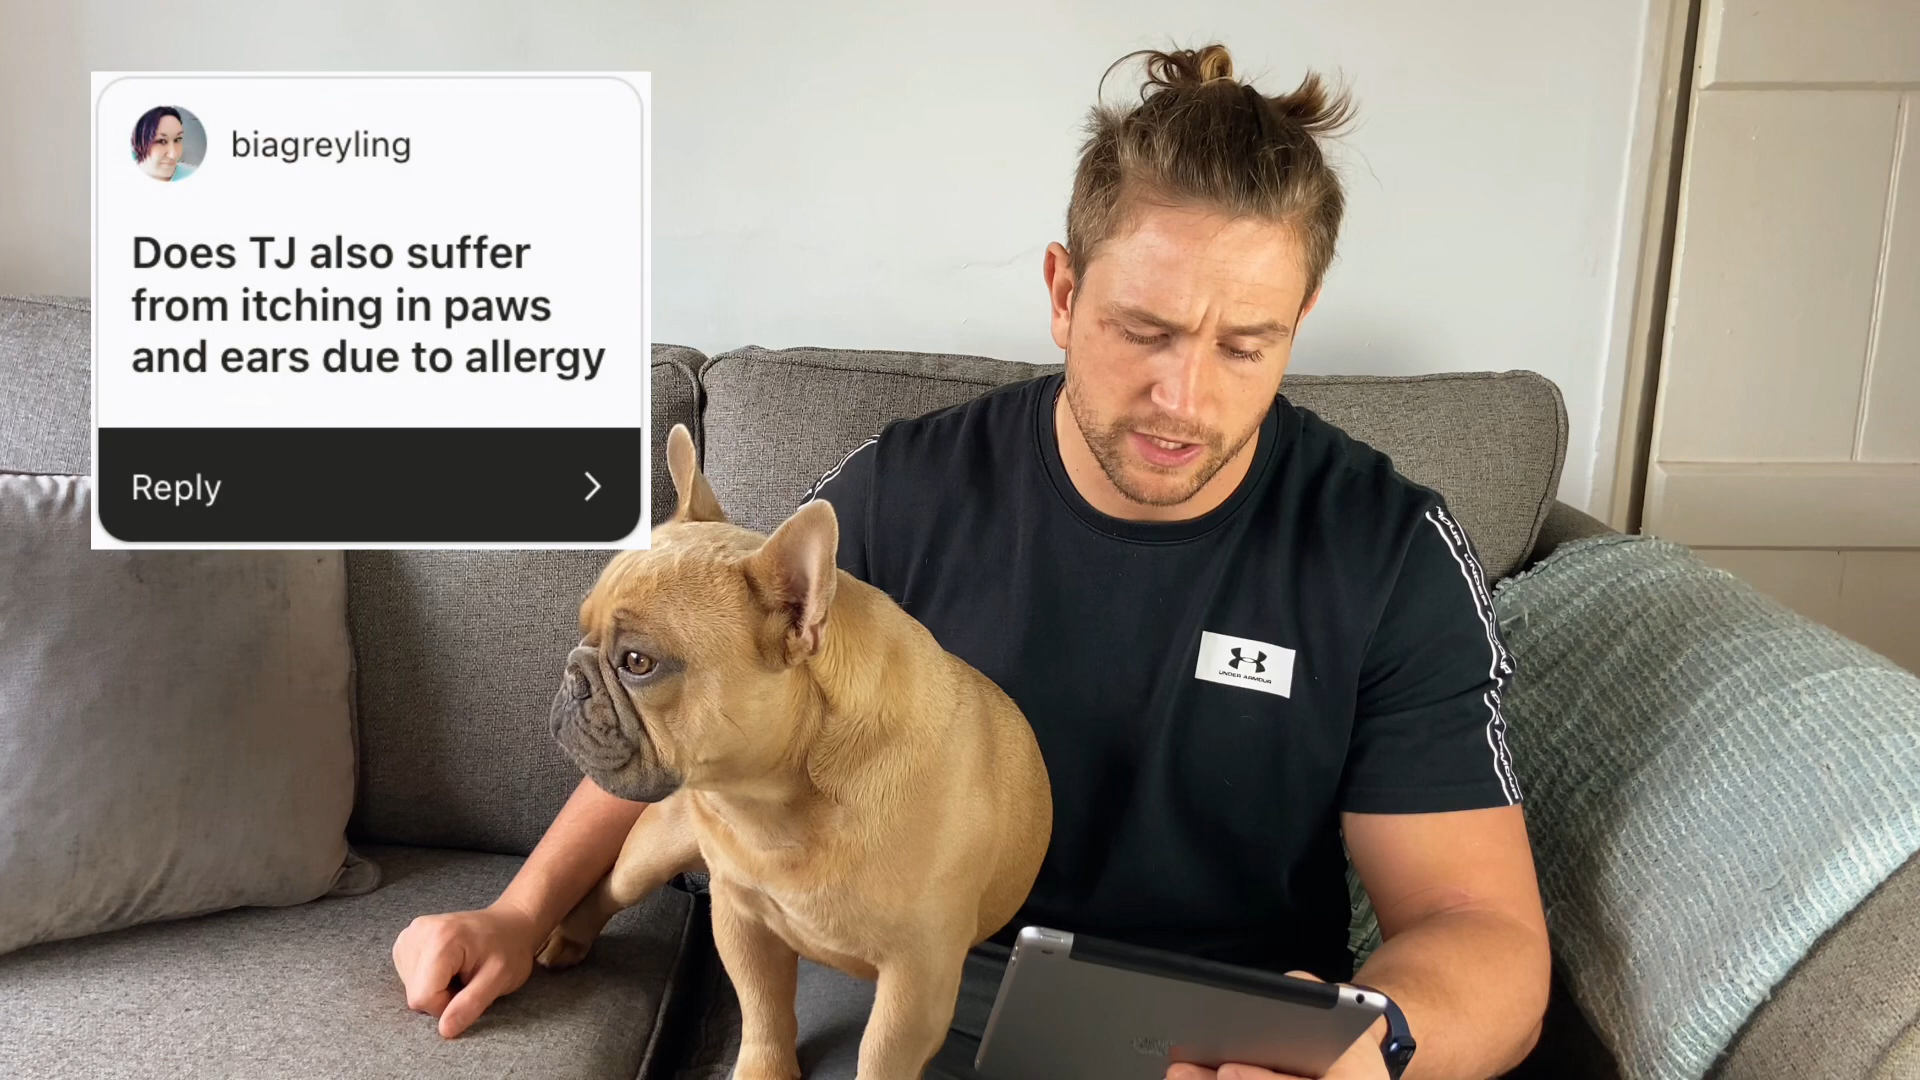 biagreyling
Does TJ also suffer
from itching in paws
and ears due to allergy
Reply
UNDER ARMOUR